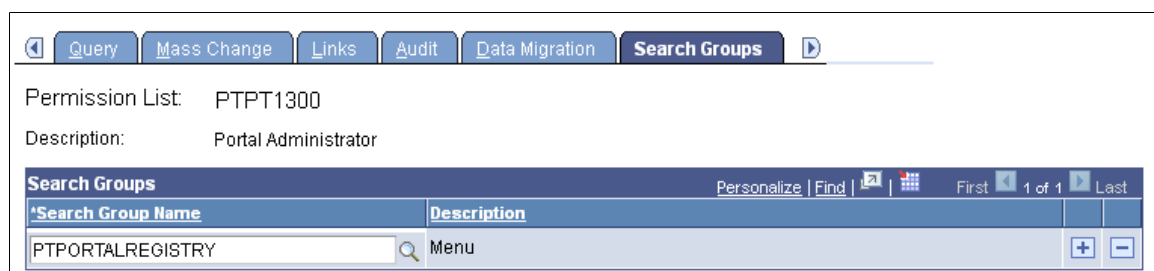 Query Mass Change Links Audit Data Migration Search Groups
Permission List: PTPT1300
Description: Portal Administrator
Search Groups Personalize | Find | | First 1 of 1 Last
*Search Group Name Description
PTPORTALREGISTRY Menu